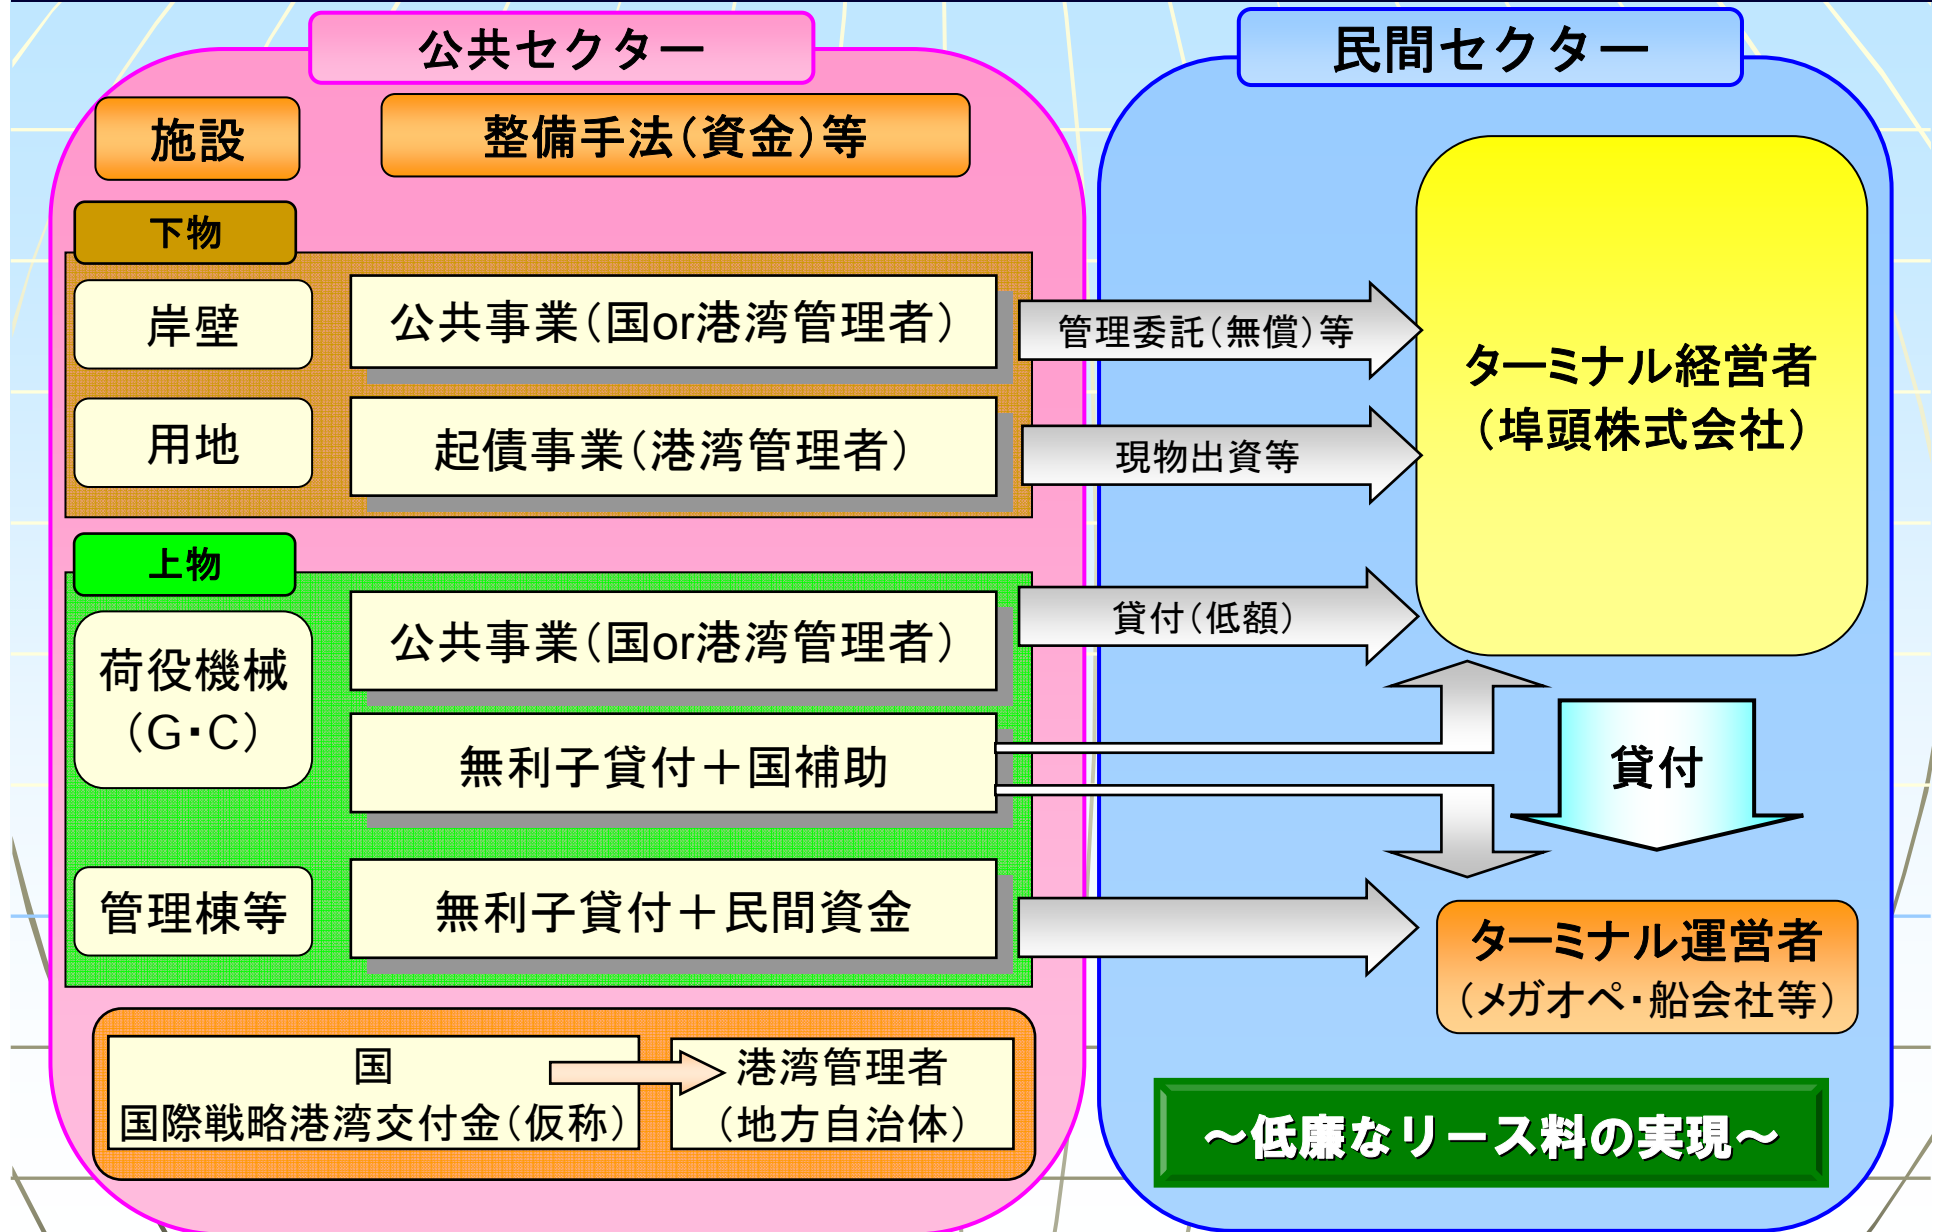 公共セクター
民間セクター
施設
整備手法(資金)等
下物
岸壁
公共事業(国or港湾管理者)
管理委託(無償)等
用地
起債事業(港湾管理者)
現物出資等
ターミナル経営者
(埠頭株式会社)
上物
荷役機械
(G・C)
公共事業(国or港湾管理者)
貸付(低額)
無利子貸付＋国補助
貸付
管理棟等
無利子貸付＋民間資金
ターミナル運営者
(メガオペ・船会社等)
国
国際戦略港湾交付金(仮称)
港湾管理者
(地方自治体)
～低廉なリース料の実現～